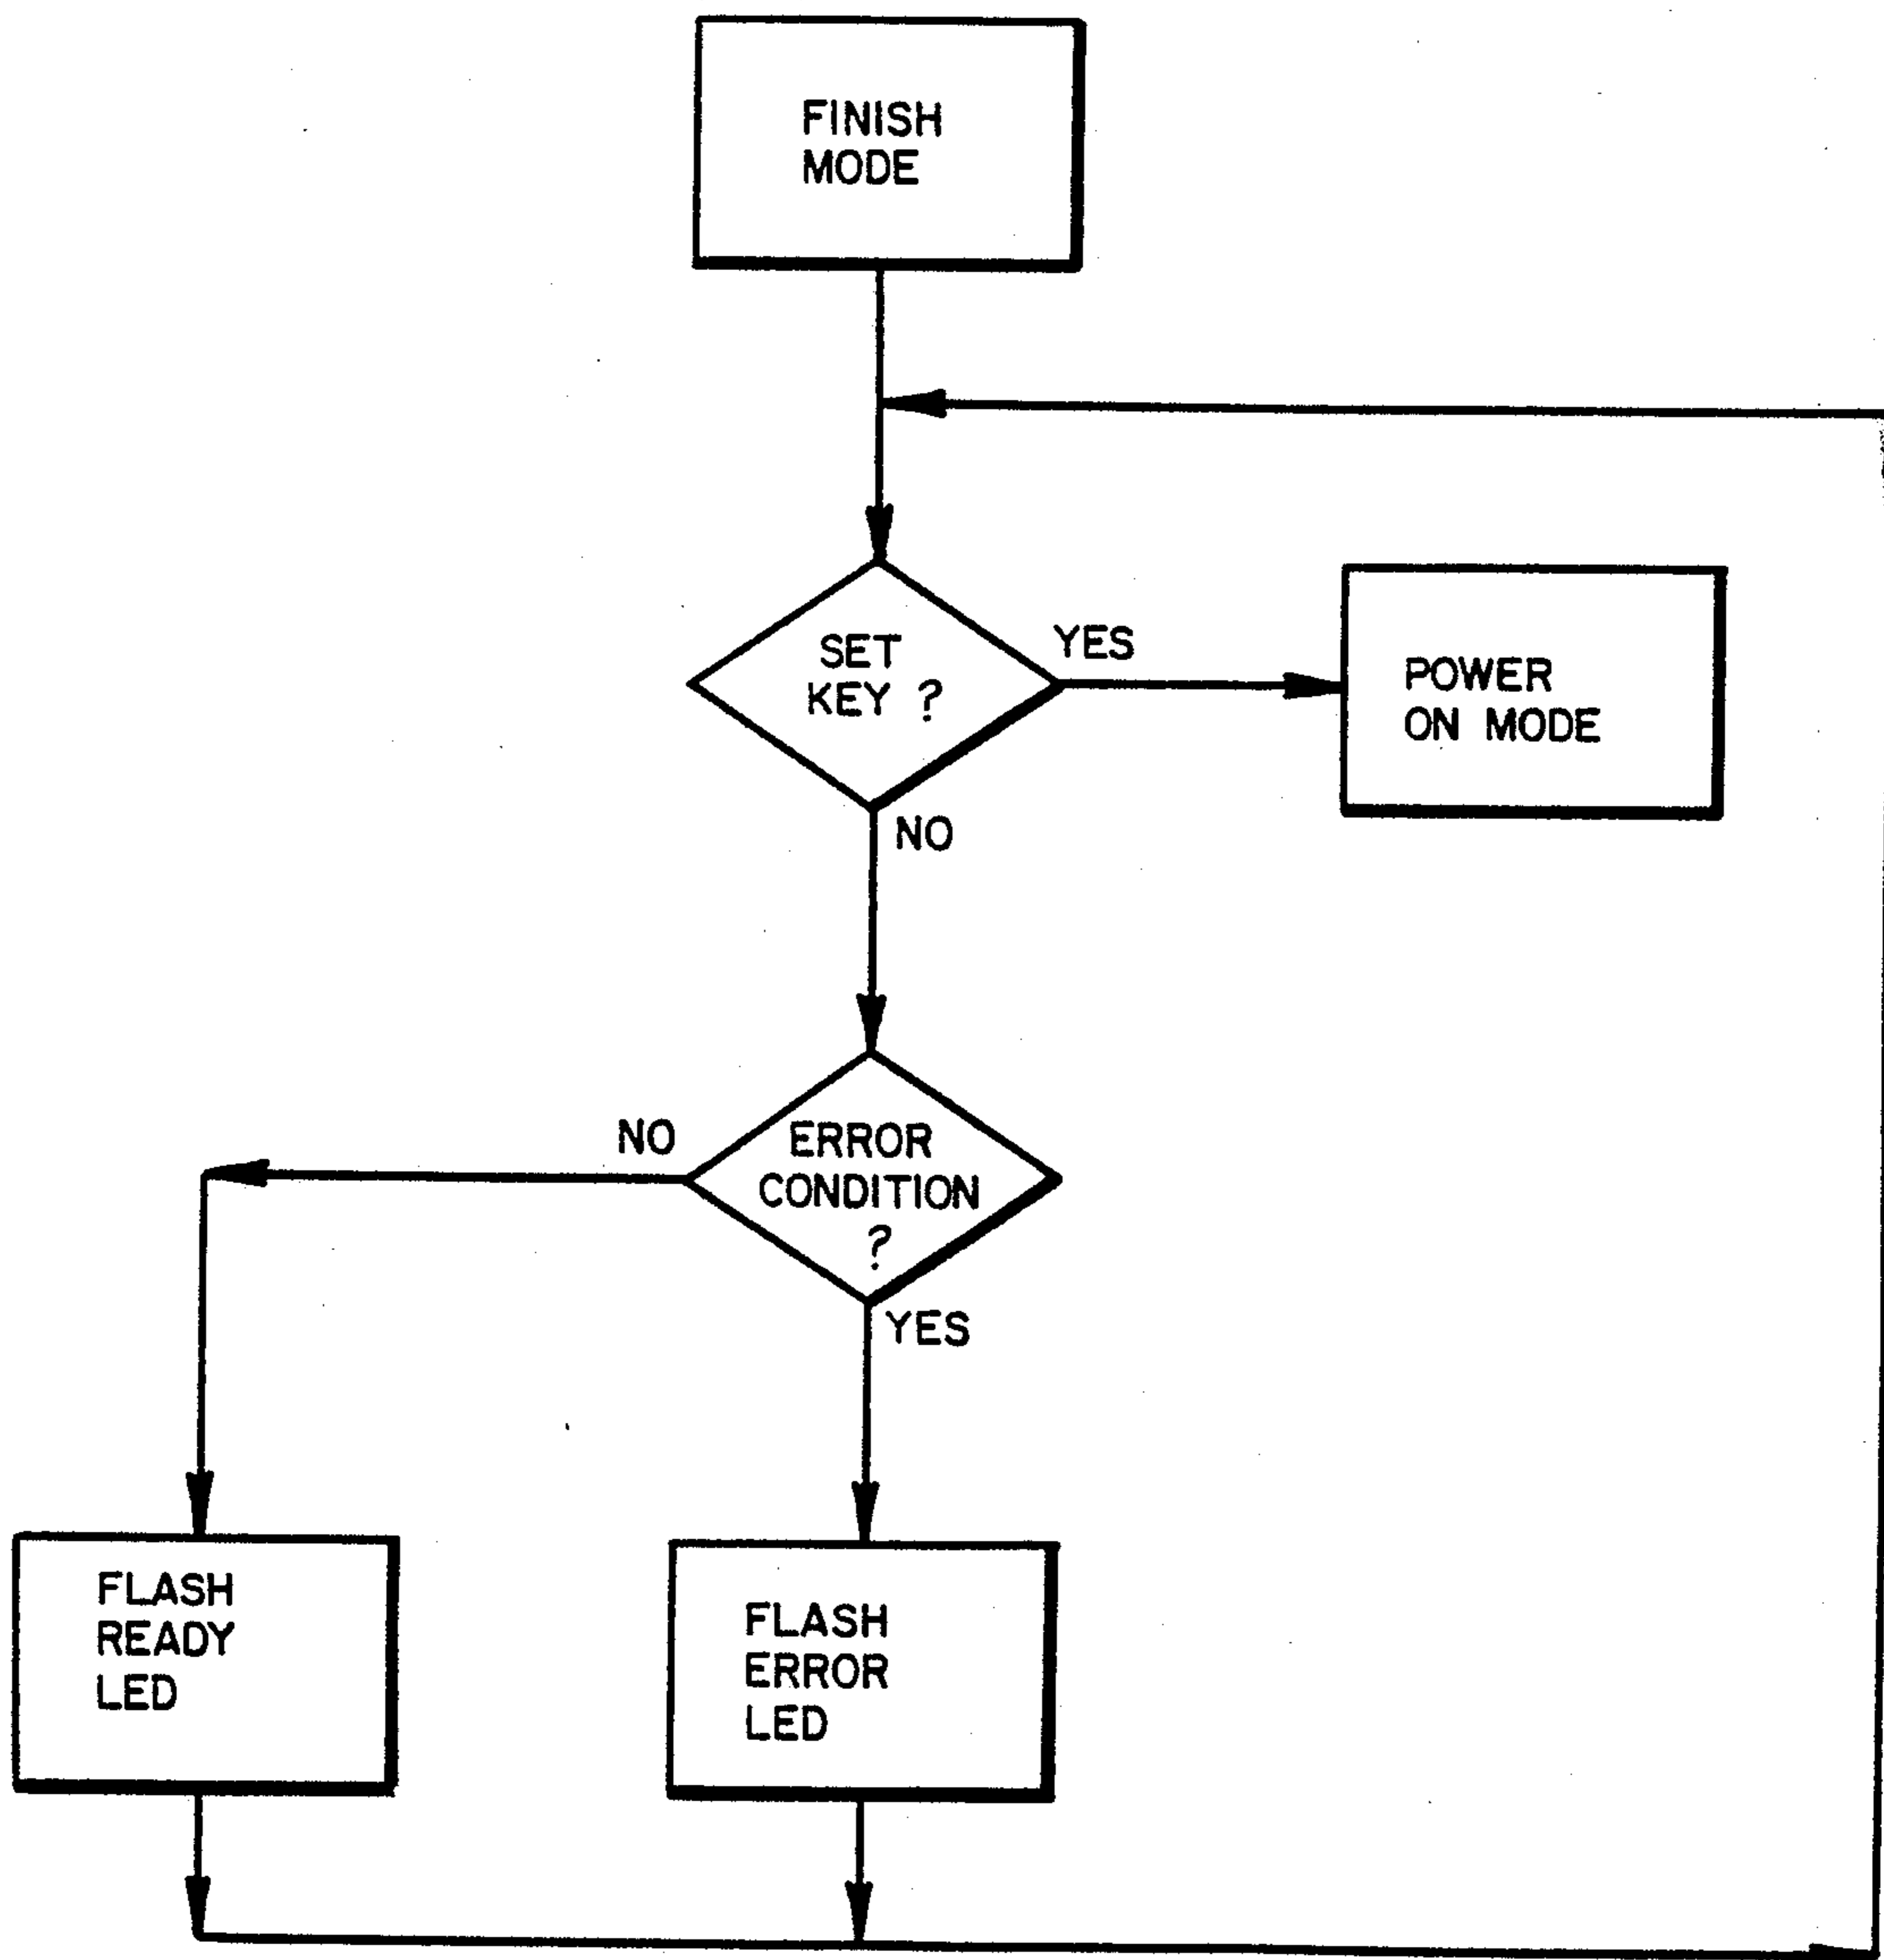 FINISH
MODE
SET
KEY ?
YES
POWER
ON MODE
NO
NO
ERROR
CONDITION
?
YES
FLASH
READY
LED
FLASH
ERROR
LED